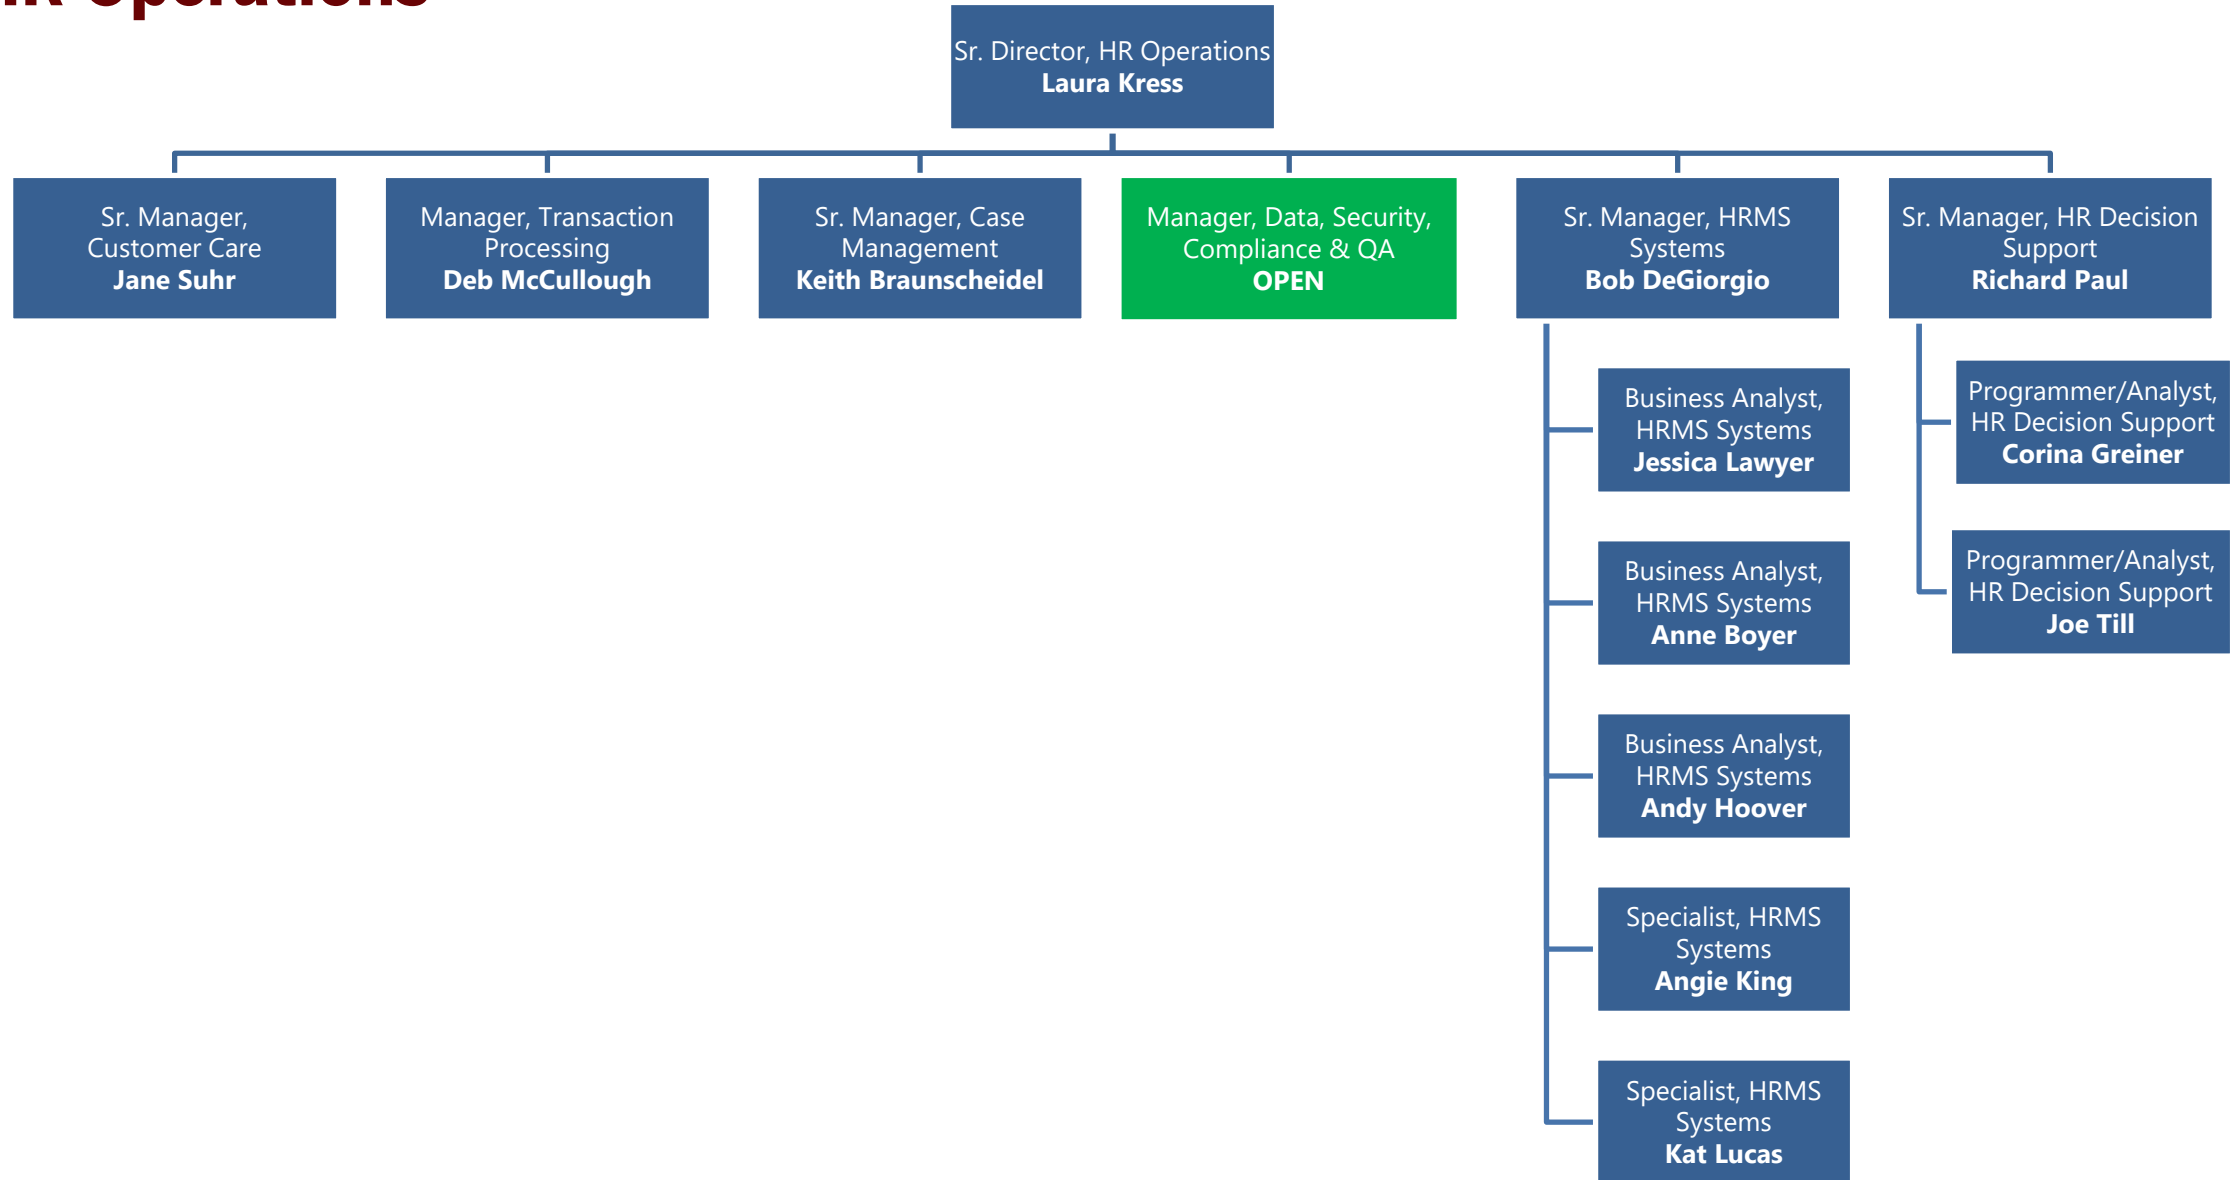 HR Operations
Sr. Director, HR Operations
Laura Kress
Sr. Manager,
Customer Care
Jane Suhr
Manager, Transaction
Processing
Deb McCullough
Sr. Manager, Case
Management
Keith Braunscheidel
Manager, Data, Security,
Compliance & QA
OPEN
Sr. Manager, HRMS
Systems
Bob DeGiorgio
Sr. Manager, HR Decision
Support
Richard Paul
Business Analyst,
HRMS Systems
Jessica Lawyer
Business Analyst,
HRMS Systems
Anne Boyer
Business Analyst,
HRMS Systems
Andy Hoover
Specialist, HRMS
Systems
Angie King
Specialist, HRMS
Systems
Kat Lucas
Programmer/Analyst,
HR Decision Support
Corina Greiner
Programmer/Analyst,
HR Decision Support
Joe Till